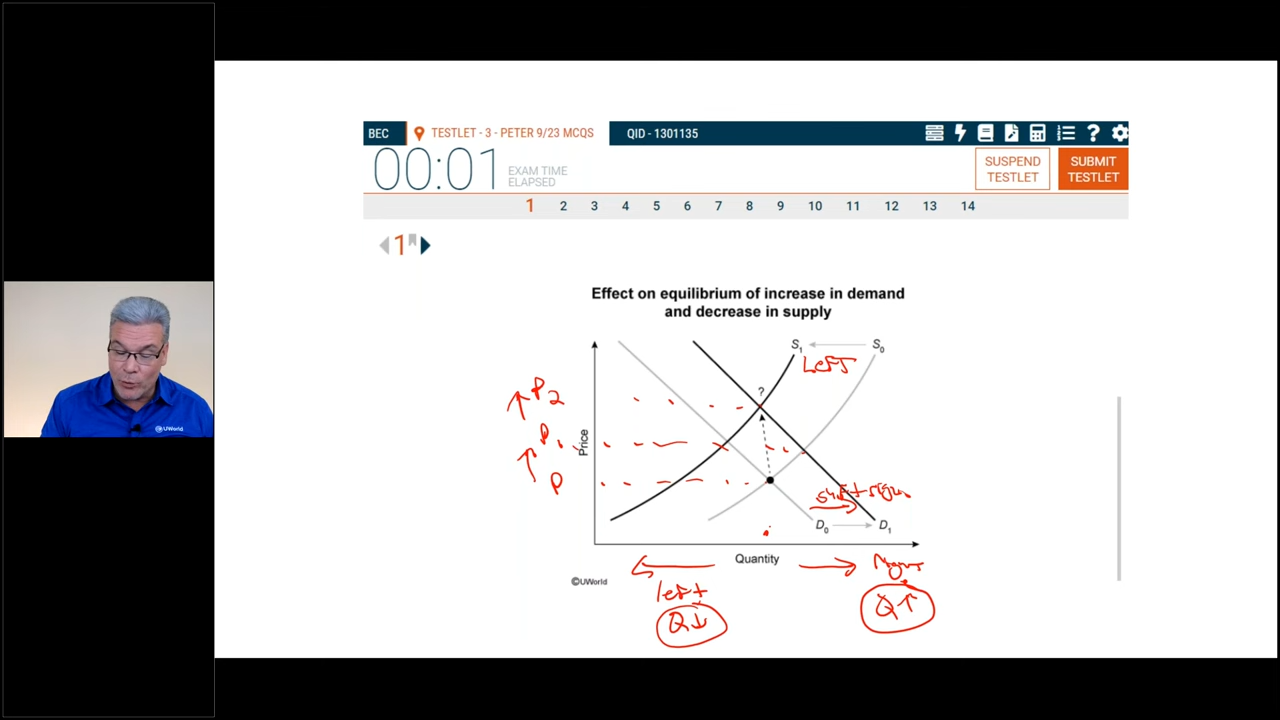 BEC TESTLET - 3 - PETER 9/23 MCQS QID - 1301135
00:01 EXAM TIME ELAPSED
SUSPEND TESTLET
SUBMIT TESTLET
1 2 3 4 5 6 7 8 9 10 11 12 13 14
1
Effect on equilibrium of increase in demand
and decrease in supply
S1 S0
LEFT
?
↑ P2
↑ P1
P
Price
D0 D1
Quantity
©UWorld
left
Q↓
Q↑
UWorld